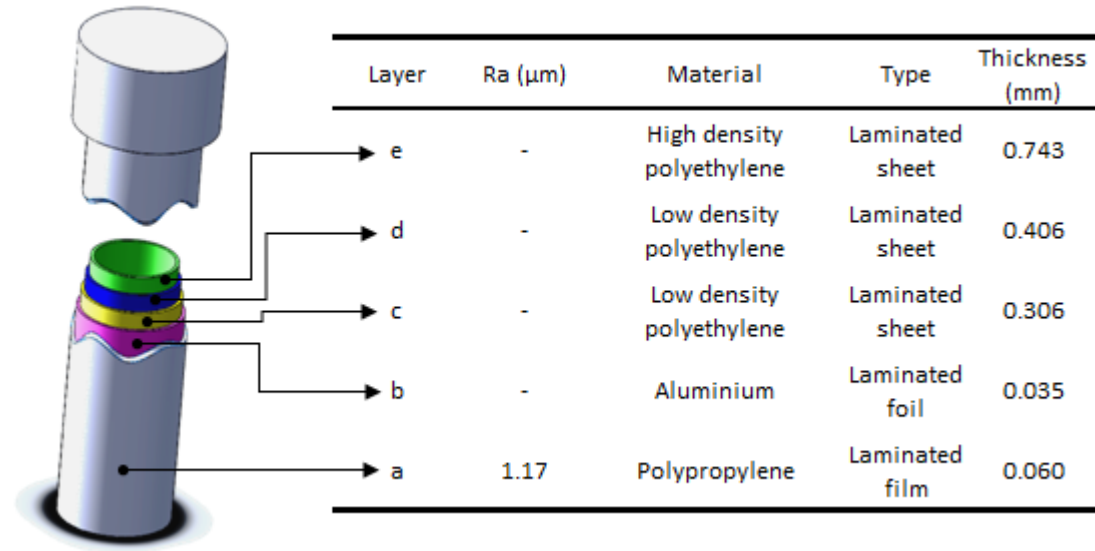 Layer Ra (µm) Material Type Thickness (mm)
e - High density polyethylene Laminated sheet 0.743
d - Low density polyethylene Laminated sheet 0.406
c - Low density polyethylene Laminated sheet 0.306
b - Aluminium Laminated foil 0.035
a 1.17 Polypropylene Laminated film 0.060